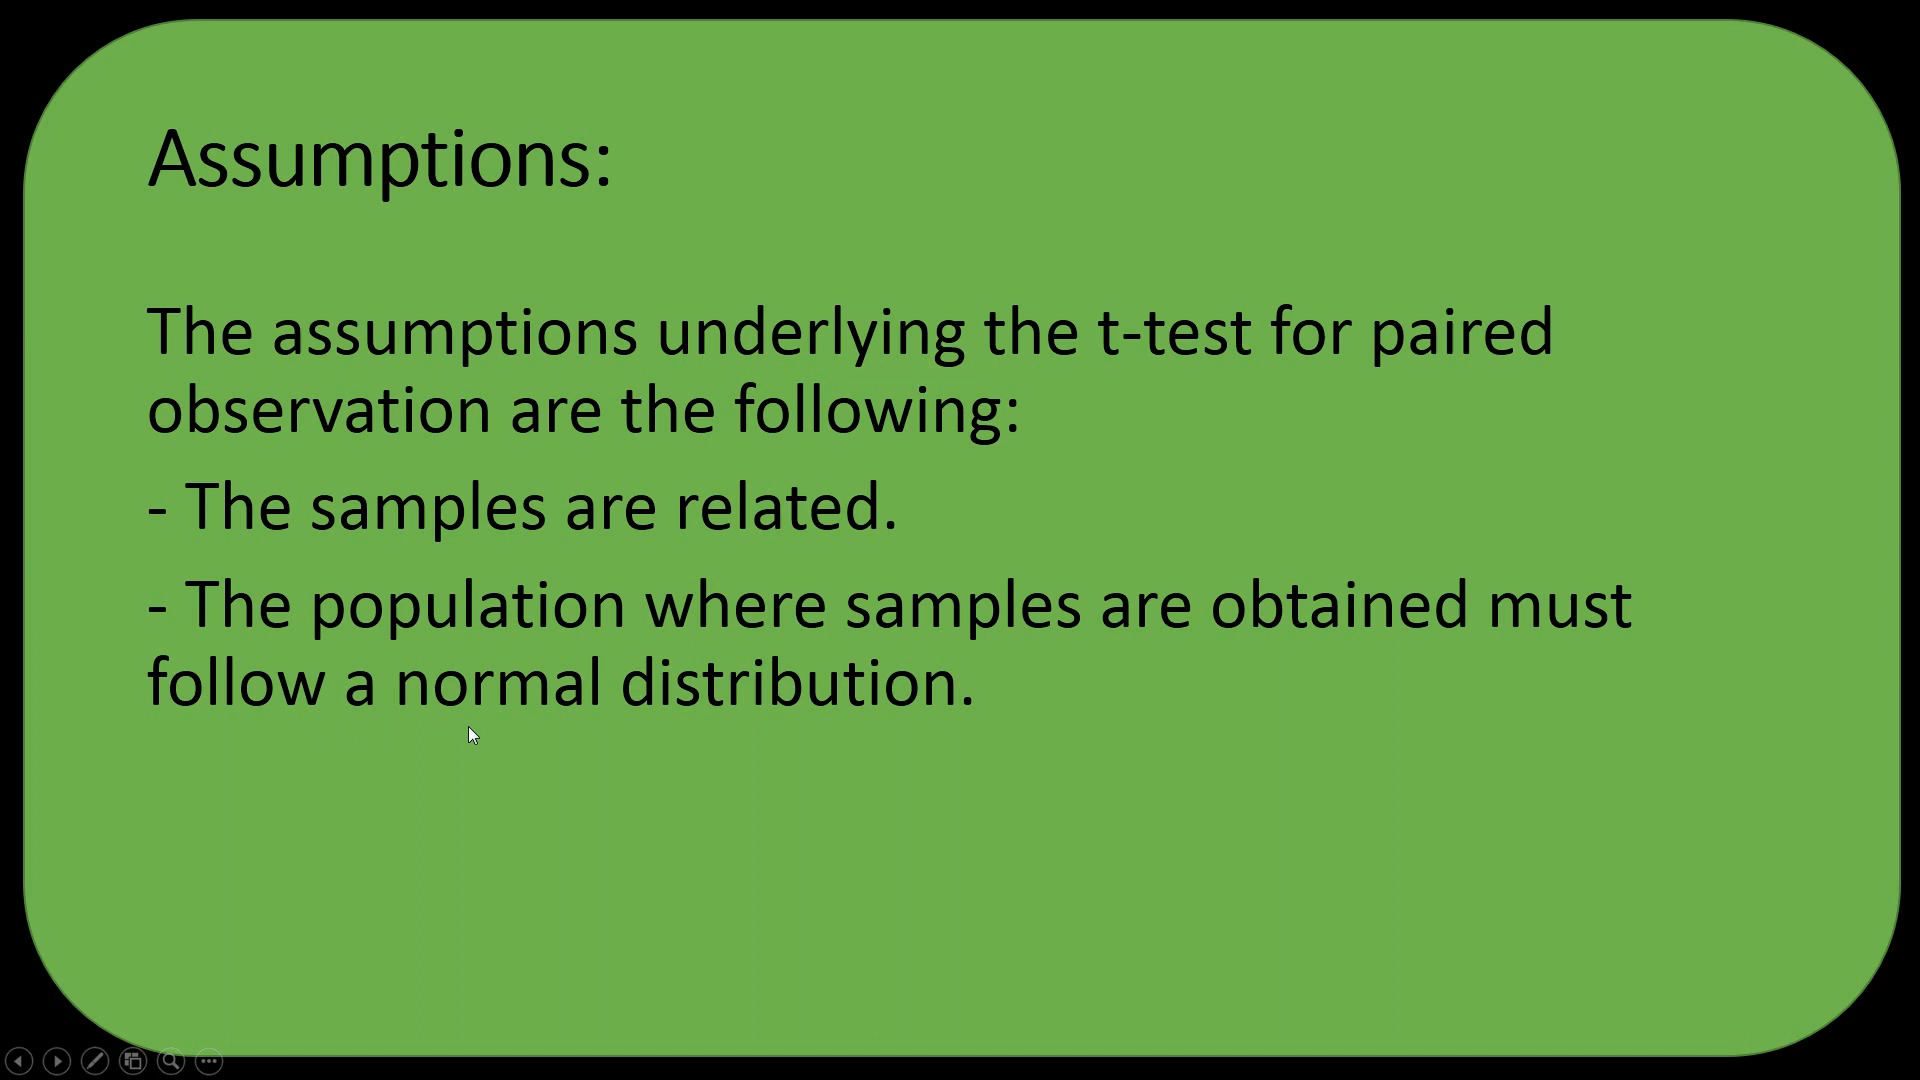 Assumptions:
The assumptions underlying the t-test for paired
observation are the following:
- The samples are related.
- The population where samples are obtained must
follow a normal distribution.